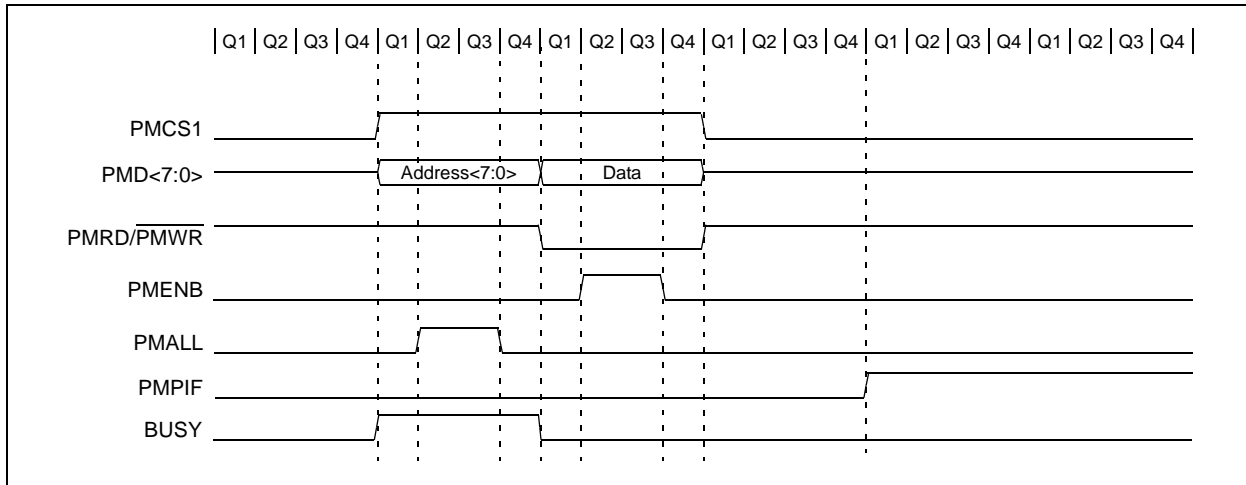 Q1 Q2 Q3 Q4 Q1 Q2 Q3 Q4 Q1 Q2 Q3 Q4 Q1 Q2 Q3 Q4 Q1 Q2 Q3 Q4 Q1 Q2 Q3 Q4
PMCS1
PMD<7:0> Address<7:0> Data
PMRD/PMWR
PMENB
PMALL
PMPIF
BUSY